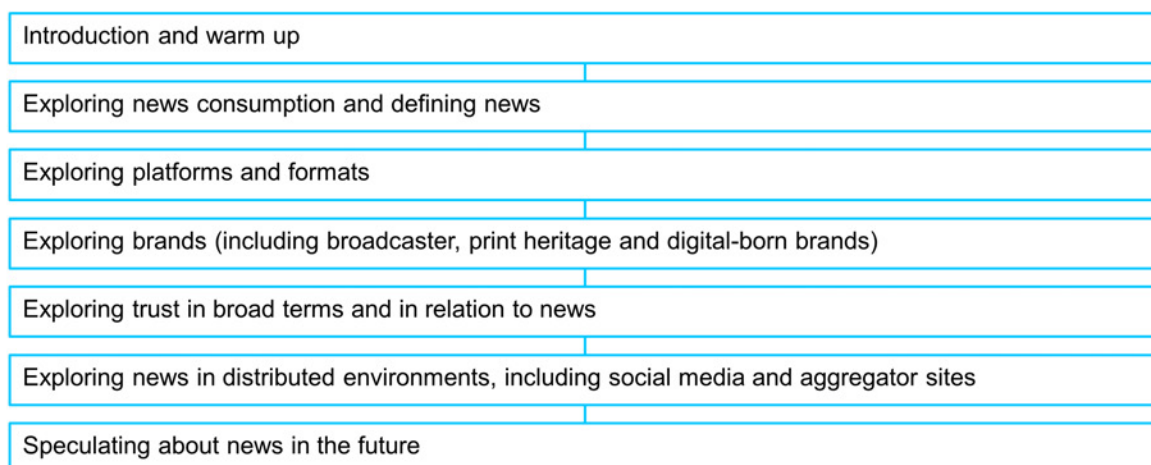 Introduction and warm up
Exploring news consumption and defining news
Exploring platforms and formats
Exploring brands (including broadcaster, print heritage and digital-born brands)
Exploring trust in broad terms and in relation to news
Exploring news in distributed environments, including social media and aggregator sites
Speculating about news in the future